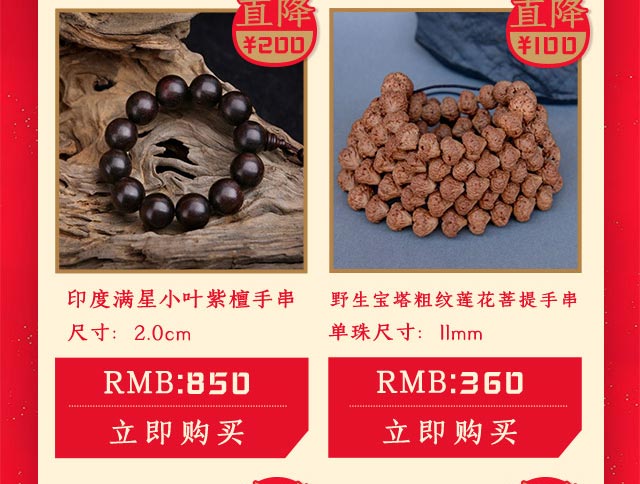 直降
¥200
直降
¥100
印度满星小叶紫檀手串
尺寸: 2.0cm
RMB:850
立即购买
野生宝塔粗纹莲花菩提手串
单珠尺寸: 11mm
RMB:360
立即购买